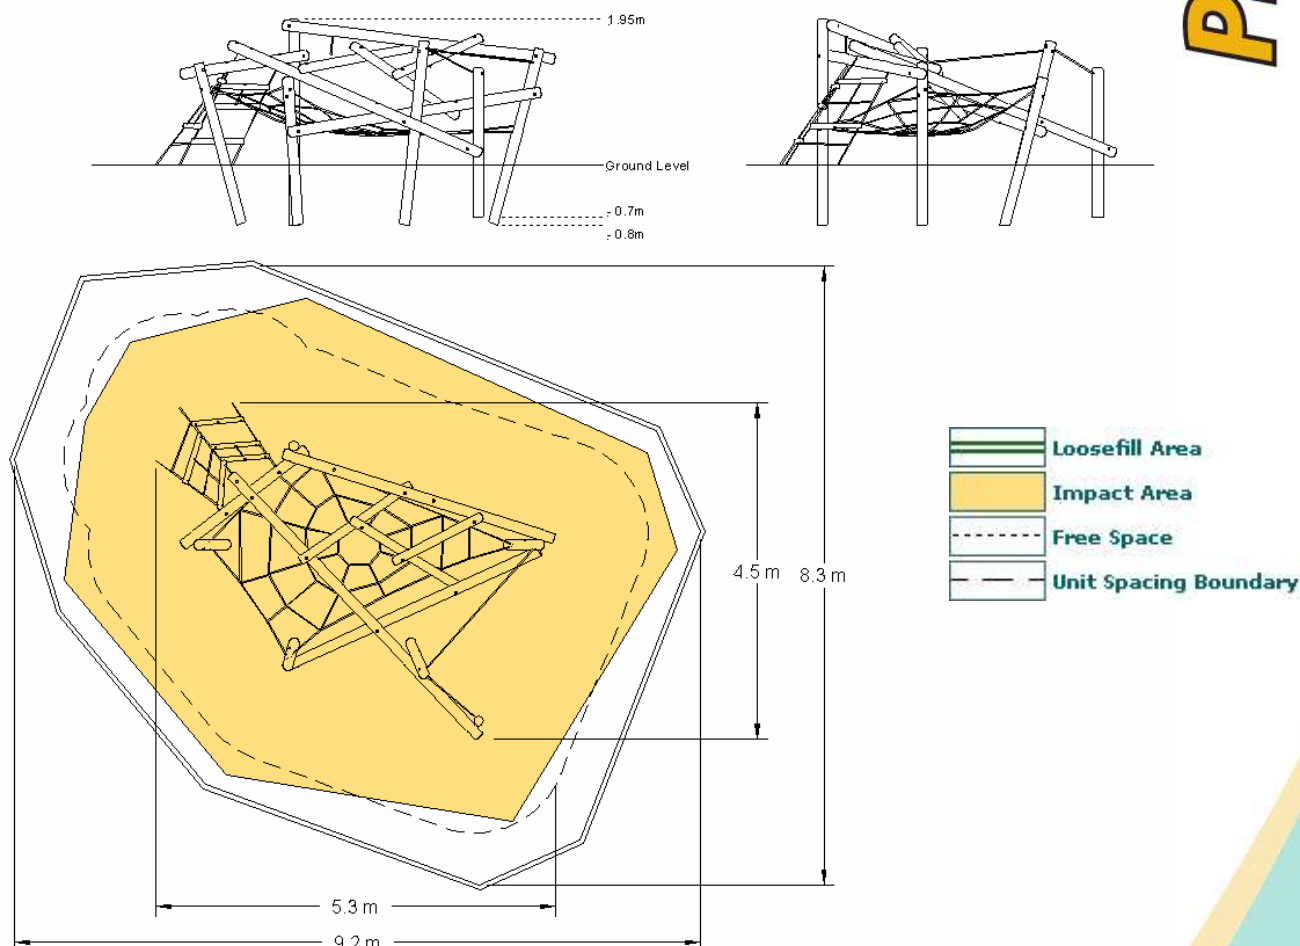 1.95m
Ground Level
-0.7m
-0.8m
4.5 m
8.3 m
5.3 m
9.2 m
Loosefill Area
Impact Area
Free Space
Unit Spacing Boundary